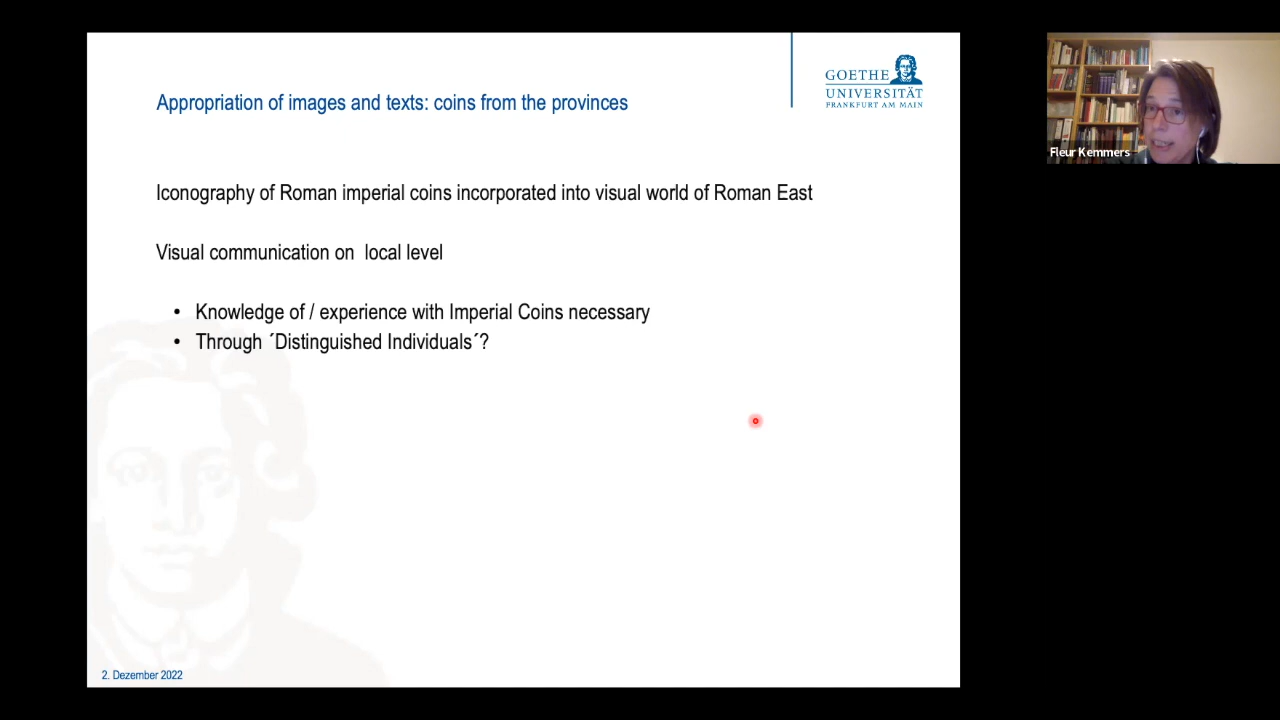 Appropriation of images and texts: coins from the provinces
GOETHE
UNIVERSITÄT
FRANKFURT AM MAIN
Iconography of Roman imperial coins incorporated into visual world of Roman East
Visual communication on  local level
• Knowledge of / experience with Imperial Coins necessary
• Through ´Distinguished Individuals´?
2. Dezember 2022
Fleur Kemmers